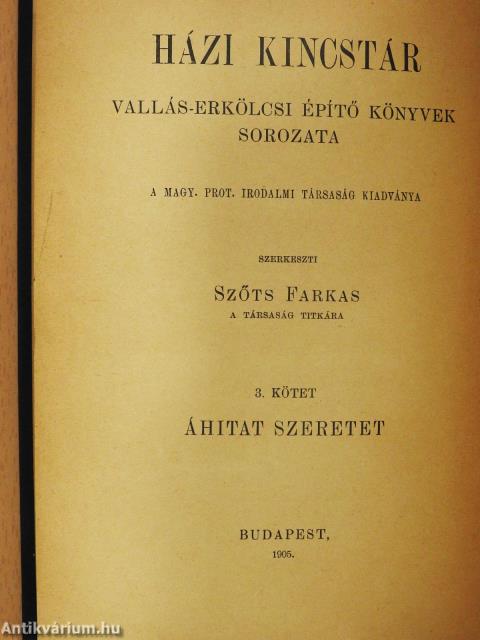 HÁZI KINCSTÁR
VALLÁS-ERKÖLCSI ÉPÍTŐ KÖNYVEK
SOROZATA
A MAGY. PROT. IRODALMI TÁRSASÁG KIADVÁNYA
SZERKESZTI
SZŐTS FARKAS
A TÁRSASÁG TITKÁRA
3. KÖTET
ÁHITAT SZERETET
BUDAPEST,
1905.
Antikvárium.hu